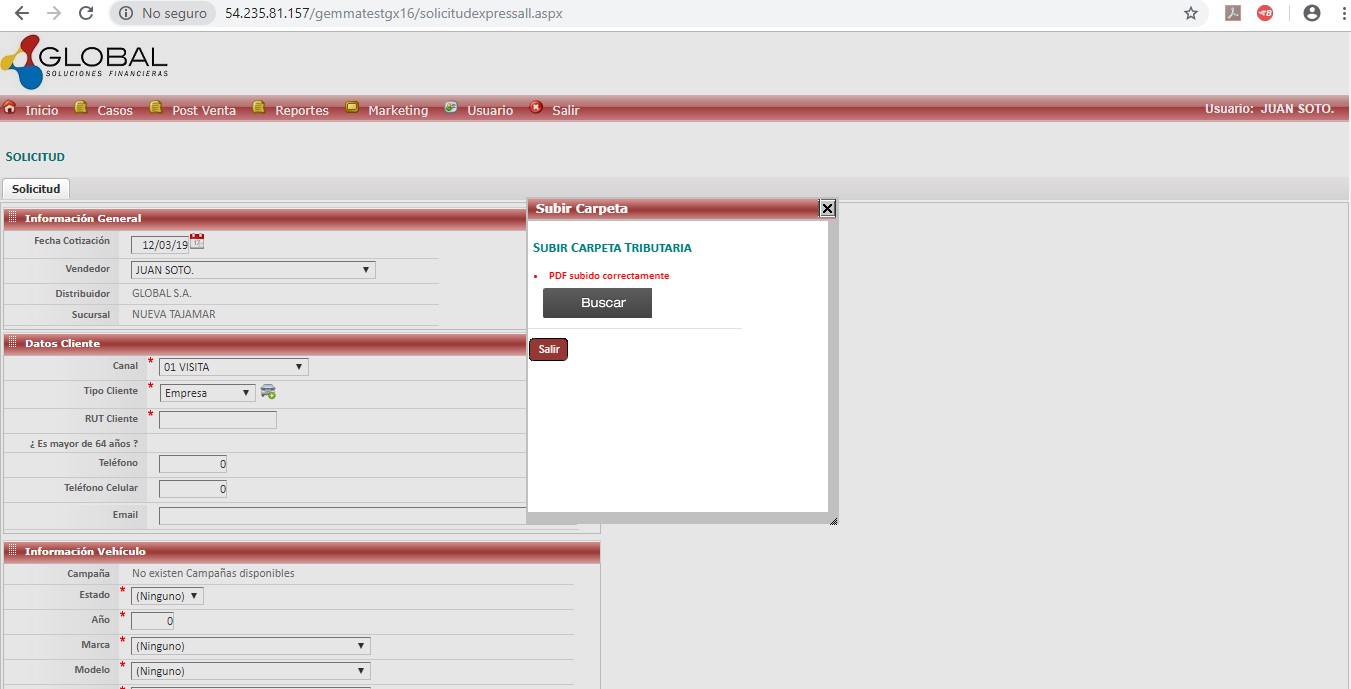 No seguro 54.235.81.157/gemmatestgx16/solicitudexpressall.aspx
GLOBAL
SOLUCIONES FINANCIERAS
Inicio Casos Post Venta Reportes Marketing Usuario Salir Usuario: JUAN SOTO.
SOLICITUD
Solicitud
Información General
Fecha Cotización 12/03/19
Vendedor JUAN SOTO.
Distribuidor GLOBAL S.A.
Sucursal NUEVA TAJAMAR
Datos Cliente
Canal * 01 VISITA
Tipo Cliente * Empresa
RUT Cliente *
¿ Es mayor de 64 años ?
Teléfono 0
Teléfono Celular 0
Email
Subir Carpeta
SUBIR CARPETA TRIBUTARIA
• PDF subido correctamente
Buscar
Salir
Información Vehículo
Campaña No existen Campañas disponibles
Estado * (Ninguno)
Año * 0
Marca * (Ninguno)
Modelo * (Ninguno)
*